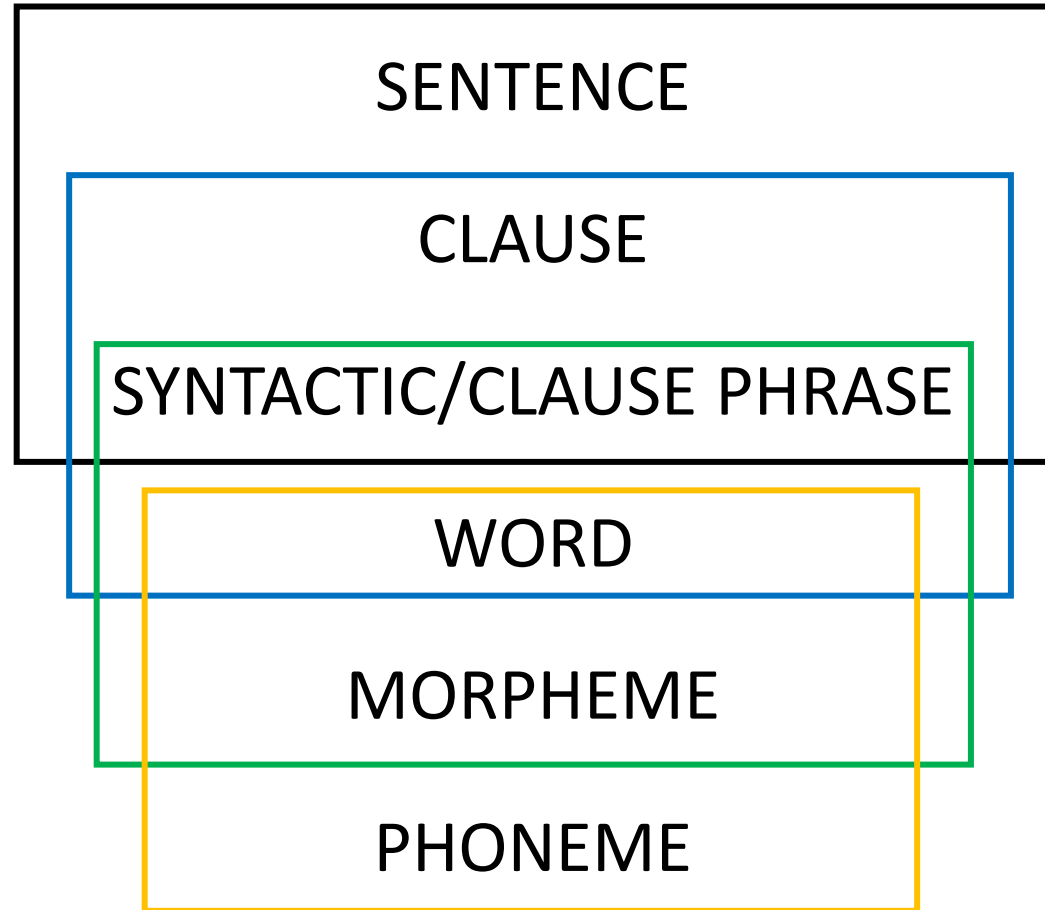 SENTENCE
CLAUSE
SYNTACTIC/CLAUSE PHRASE
WORD
MORPHEME
PHONEME